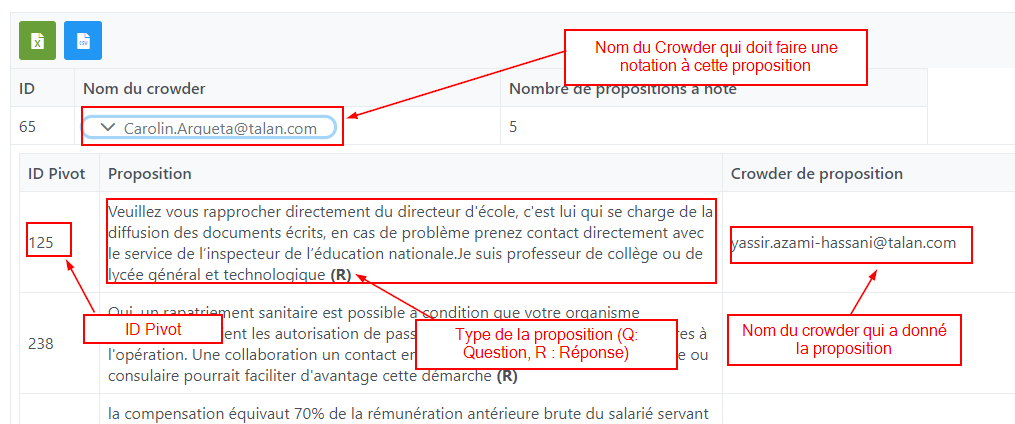 Nom du Crowder qui doit faire une
notation à cette proposition
ID Nom du crowder Nombre de propositions à noté
65 Carolin.Arqueta@talan.com 5
ID Pivot Proposition Crowder de proposition
Veuillez vous rapprocher directement du directeur d'école, c'est lui qui se charge de la
diffusion des documents écrits, en cas de problème prenez contact directement avec
125 yassir.azami-hassani@talan.com
le service de l'inspecteur de l'éducation nationale.Je suis professeur de collège ou de
lycée général et technologique (R)
Oui, un rapatriement sanitaire est possible à condition que votre organisme
ID Pivot
Type de la proposition (Q:
Question, R : Réponse)
Nom du crowder qui a donné
la proposition
238
ent les autorisation de pass res à
l'opération. Une collaboration un contact e ou
consulaire pourrait faciliter d'avantage cette démarche (R)
la compensation équivaut 70% de la rémunération antérieure brute du salarié servant